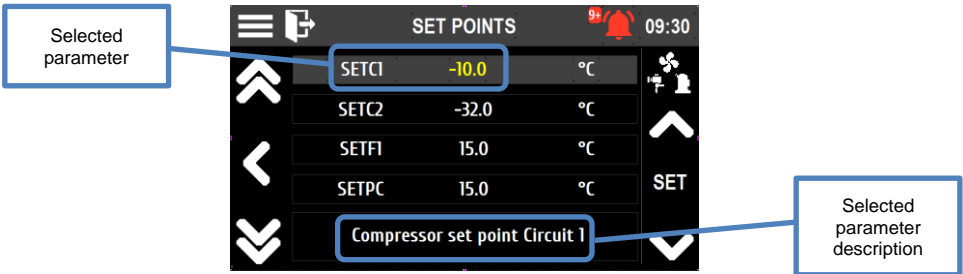 Selected
parameter
SET POINTS
9+
09:30
SETC1 -10.0 °C
SETC2 -32.0 °C
SETF1 15.0 °C
SETPC 15.0 °C
SET
Compressor set point Circuit 1
Selected
parameter
description